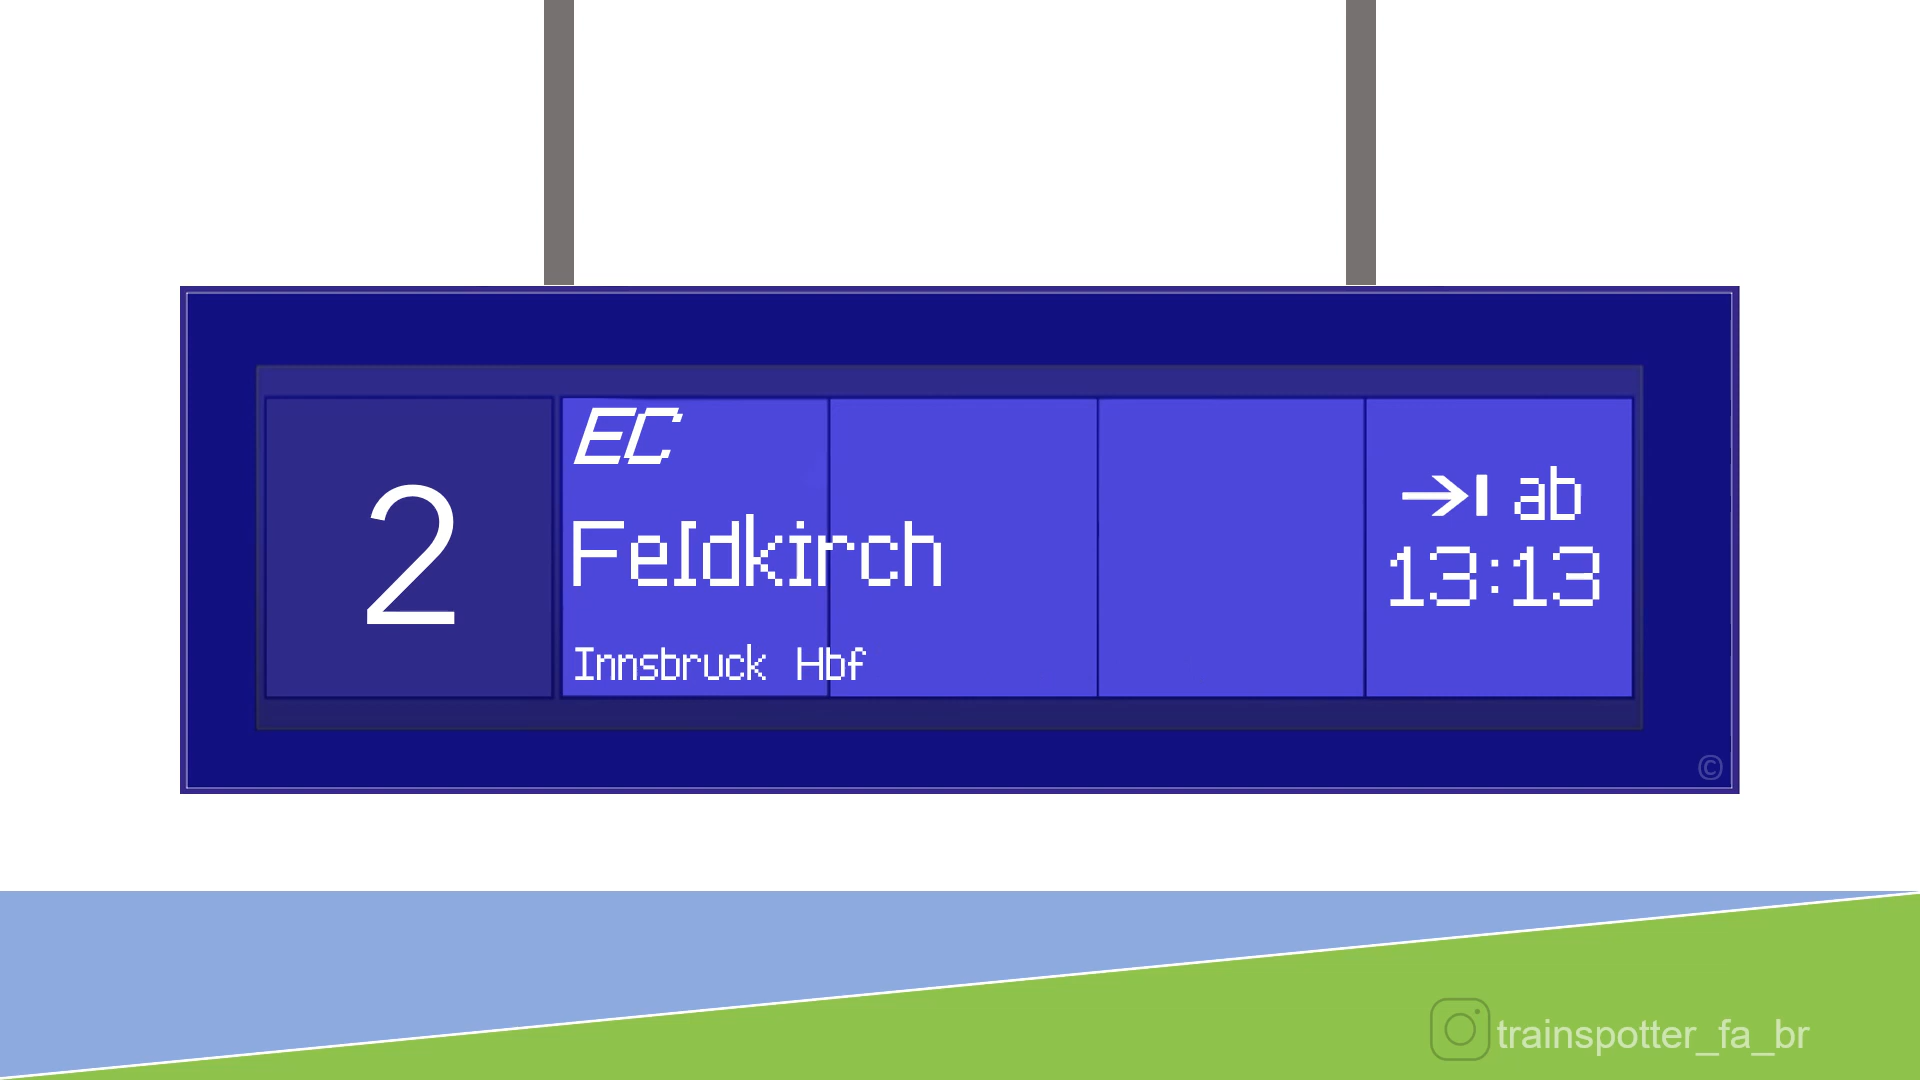 2
EC
Feldkirch
Innsbruck Hbf
→| ab
13:13
©
trainspotter_fa_br